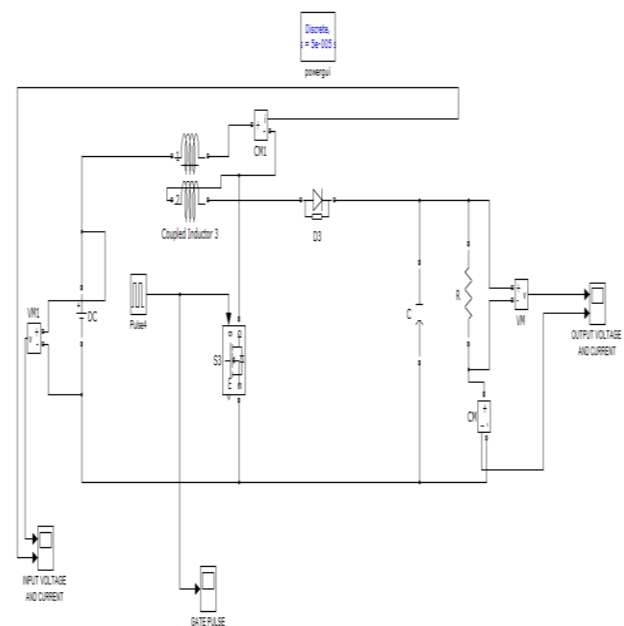 Discrete,
s = 5e-005 s
powergui
1
+
i
-
CM1
2
Coupled Inductor 3
D3
VM1
DC
Pulse4
S3
C
R
+
v
-
VM
OUTPUT VOLTAGE
AND CURRENT
CM
INPUT VOLTAGE
AND CURRENT
GATE PULSE